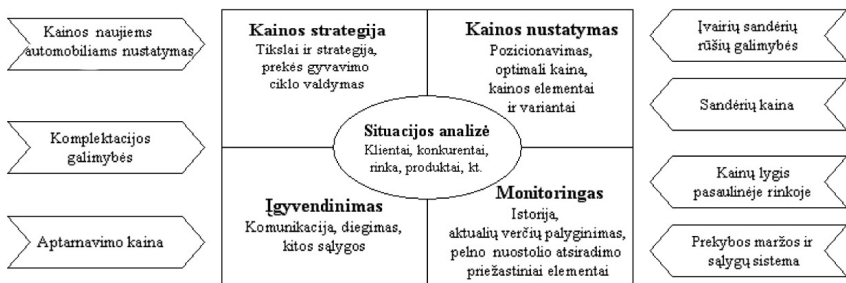 Kainos naujiems
automobiliams nustatymas
Komplektacijos
galimybės
Aptarnavimo kaina
Kainos strategija
Tikslai ir strategija,
prekės gyvavimo
ciklo valdymas
Kainos nustatymas
Pozicionavimas,
optimali kaina,
kainos elementai
ir variantai
Situacijos analizė
Klientai, konkurentai,
rinka, produktai, kt.
Įgyvendinimas
Komunikacija, diegimas,
kitos sąlygos
Monitoringas
Istorija,
aktualių verčių palyginimas,
pelno nuostolio atsiradimo
priežastiniai elementai
Įvairių sandėrių
rūšių galimybės
Sandėrių kaina
Kainų lygis
pasaulinėje rinkoje
Prekybos maržos ir
sąlygų sistema